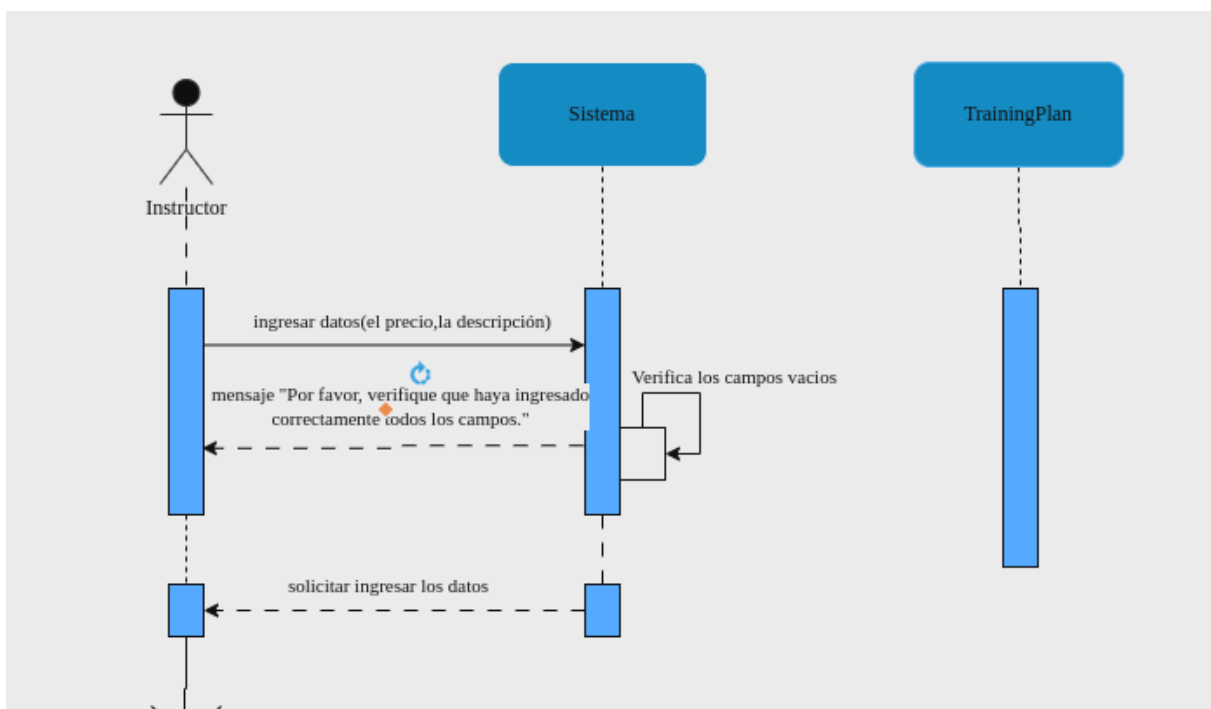 Sistema
TrainingPlan
Instructor
ingresar datos(el precio,la descripción)
Verifica los campos vacios
mensaje "Por favor, verifique que haya ingresado
correctamente todos los campos."
solicitar ingresar los datos